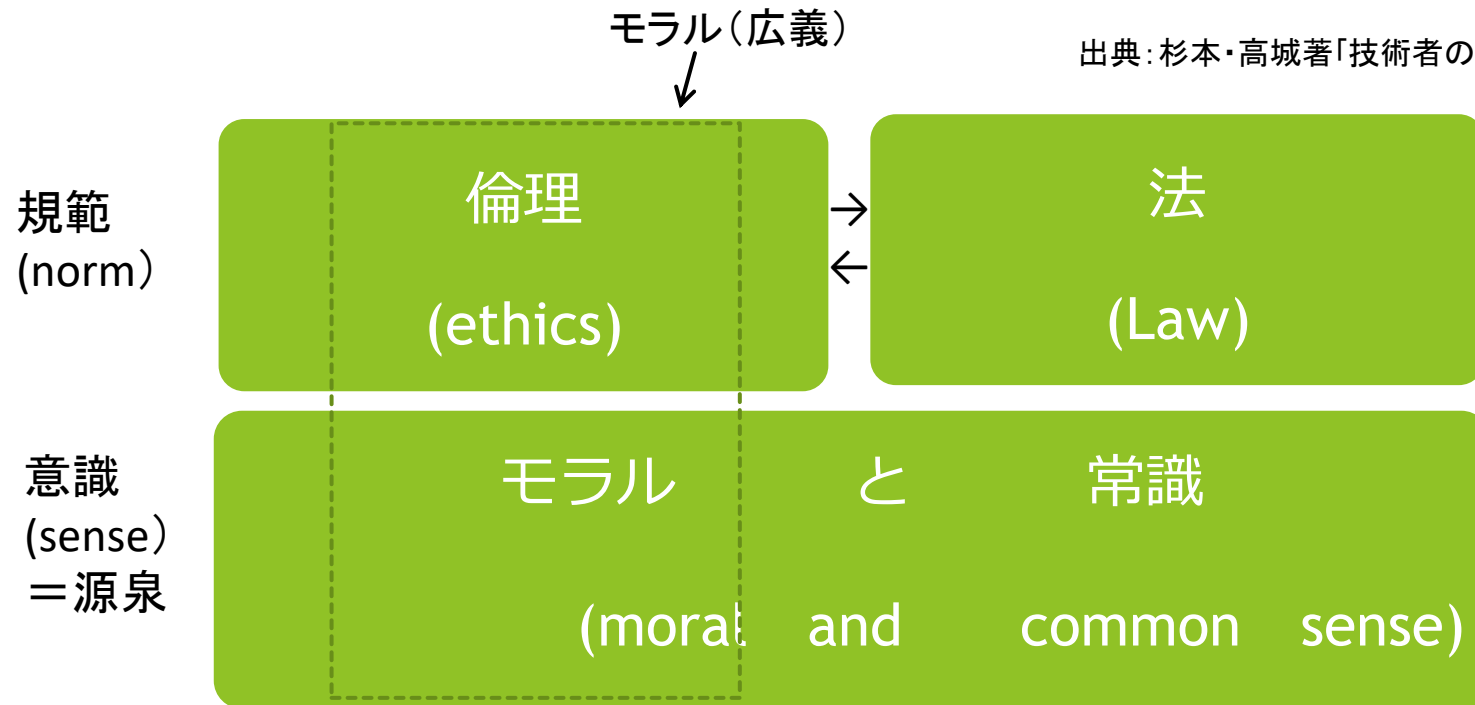 モラル(広義)
出典：杉本・高城著「技術者の
規範
(norm）
倫理
(ethics)
→
←
法
(Law)
意識
(sense）
＝源泉
モラル と 常識
(moral and common sense)